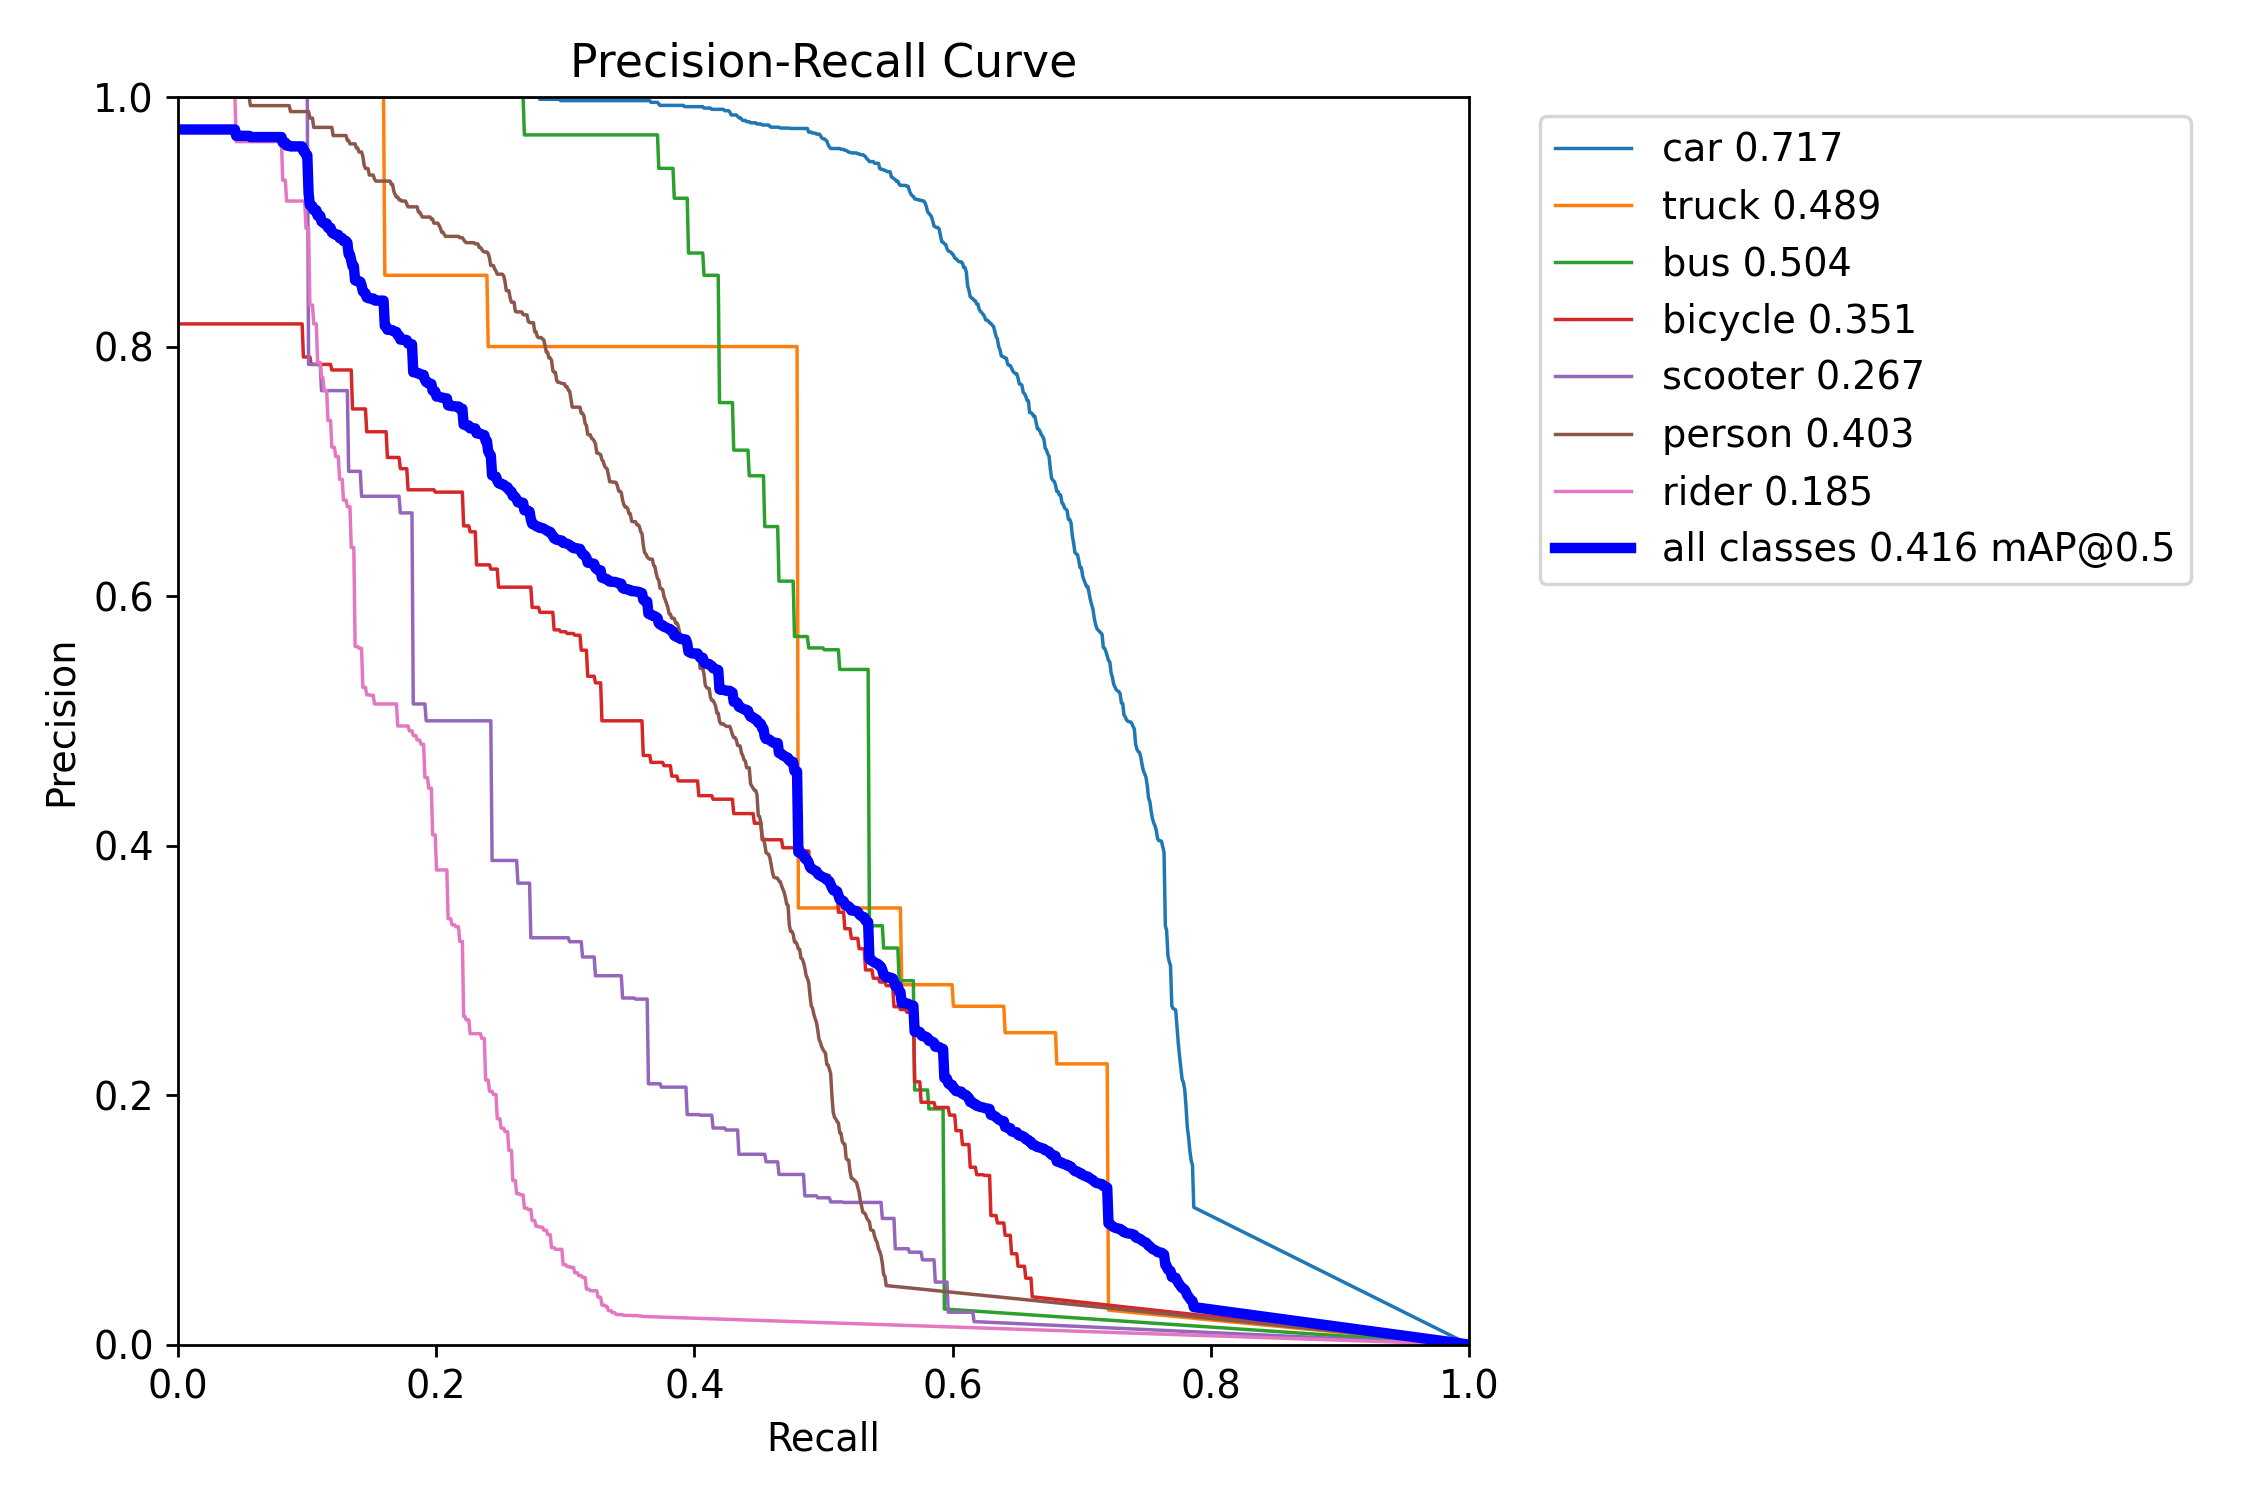 Precision-Recall Curve
1.0
0.8
0.6
0.4
0.2
0.0
Precision
0.0 0.2 0.4 0.6 0.8 1.0
Recall
car 0.717
truck 0.489
bus 0.504
bicycle 0.351
scooter 0.267
person 0.403
rider 0.185
all classes 0.416 mAP@0.5